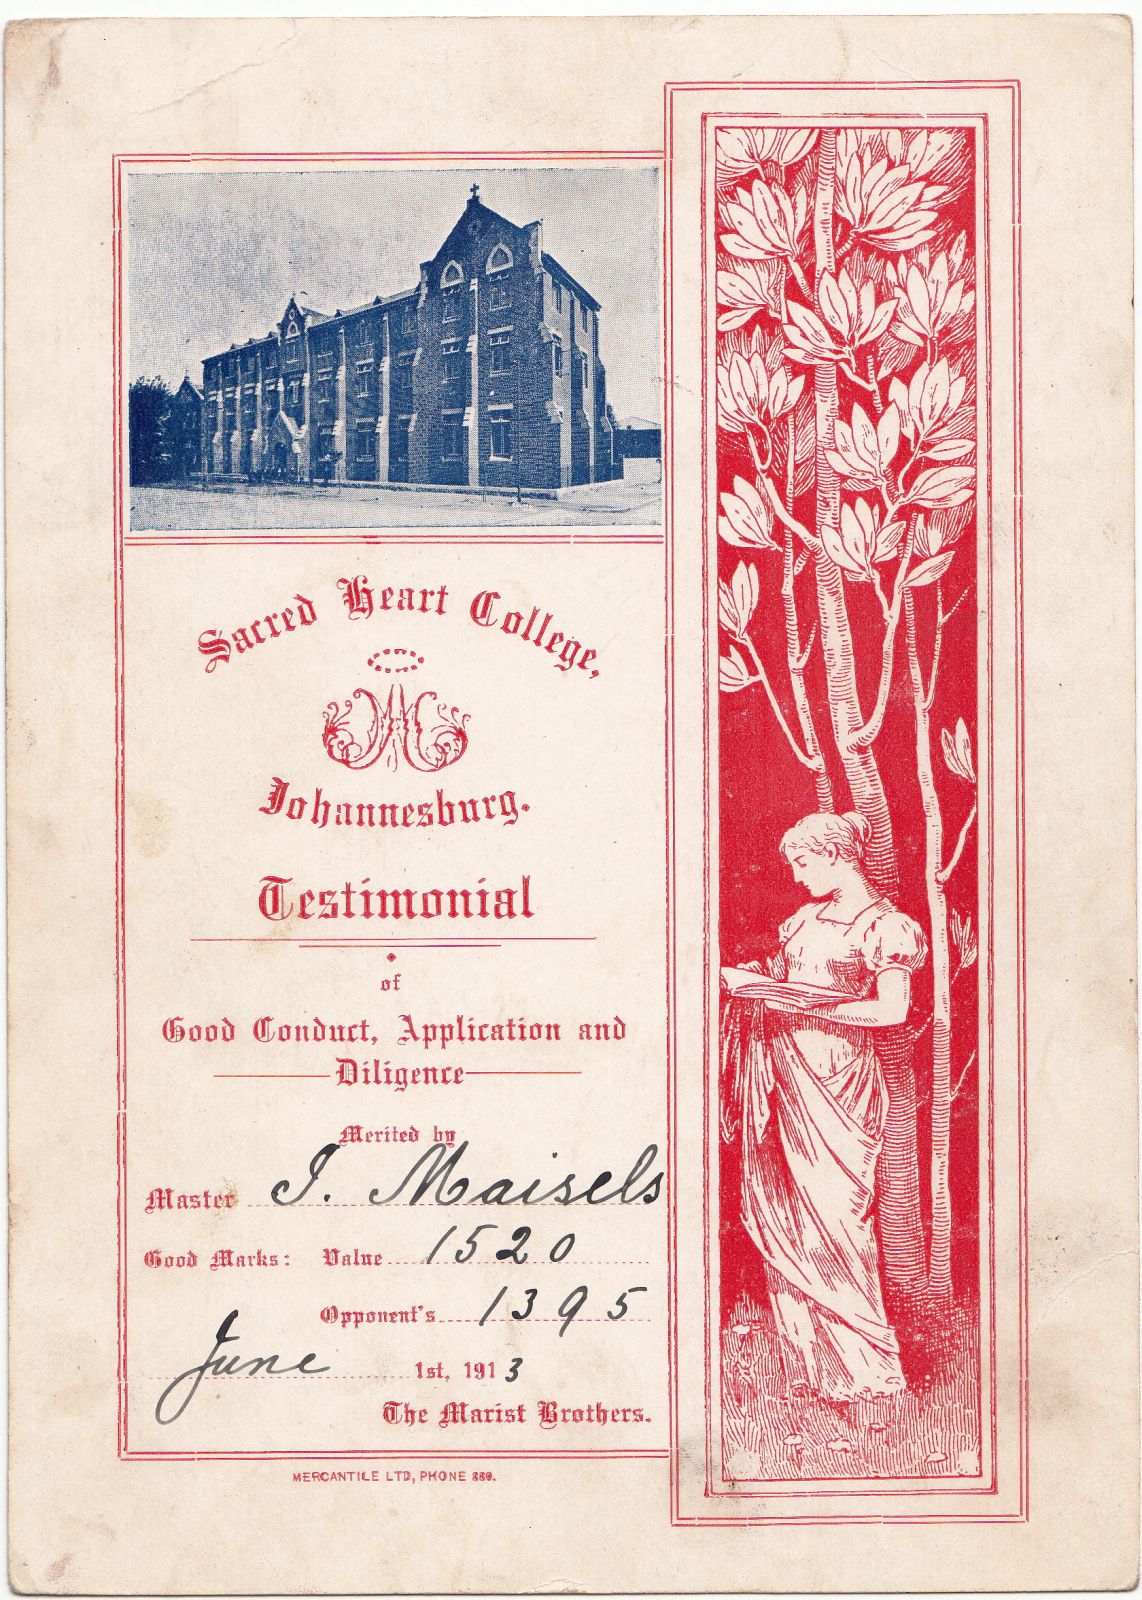 Sacred Heart College,
Johannesburg.
Testimonial
of
Good Conduct, Application and
Diligence
Merited by
Master I. Maisels
Good Marks: Value 1520
Opponent's 1395
June 1st, 1913
The Marist Brothers.
MERCANTILE LTD, PHONE